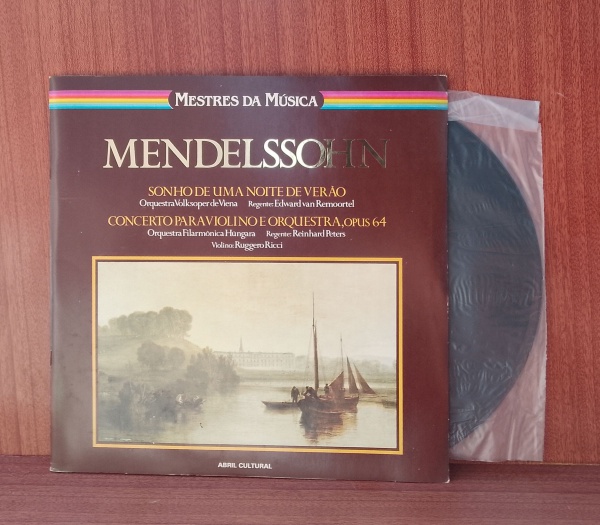 MESTRES DA MÚSICA
MENDELSSOHN
SONHO DE UMA NOITE DE VERÃO
Orquestra Volksoper de Viena Regente: Edward van Remoortel
CONCERTO PARA VIOLINO E ORQUESTRA, OPUS 64
Orquestra Filarmônica Húngara Regente: Reinhard Peters
Violino: Ruggero Ricci
ABRIL CULTURAL